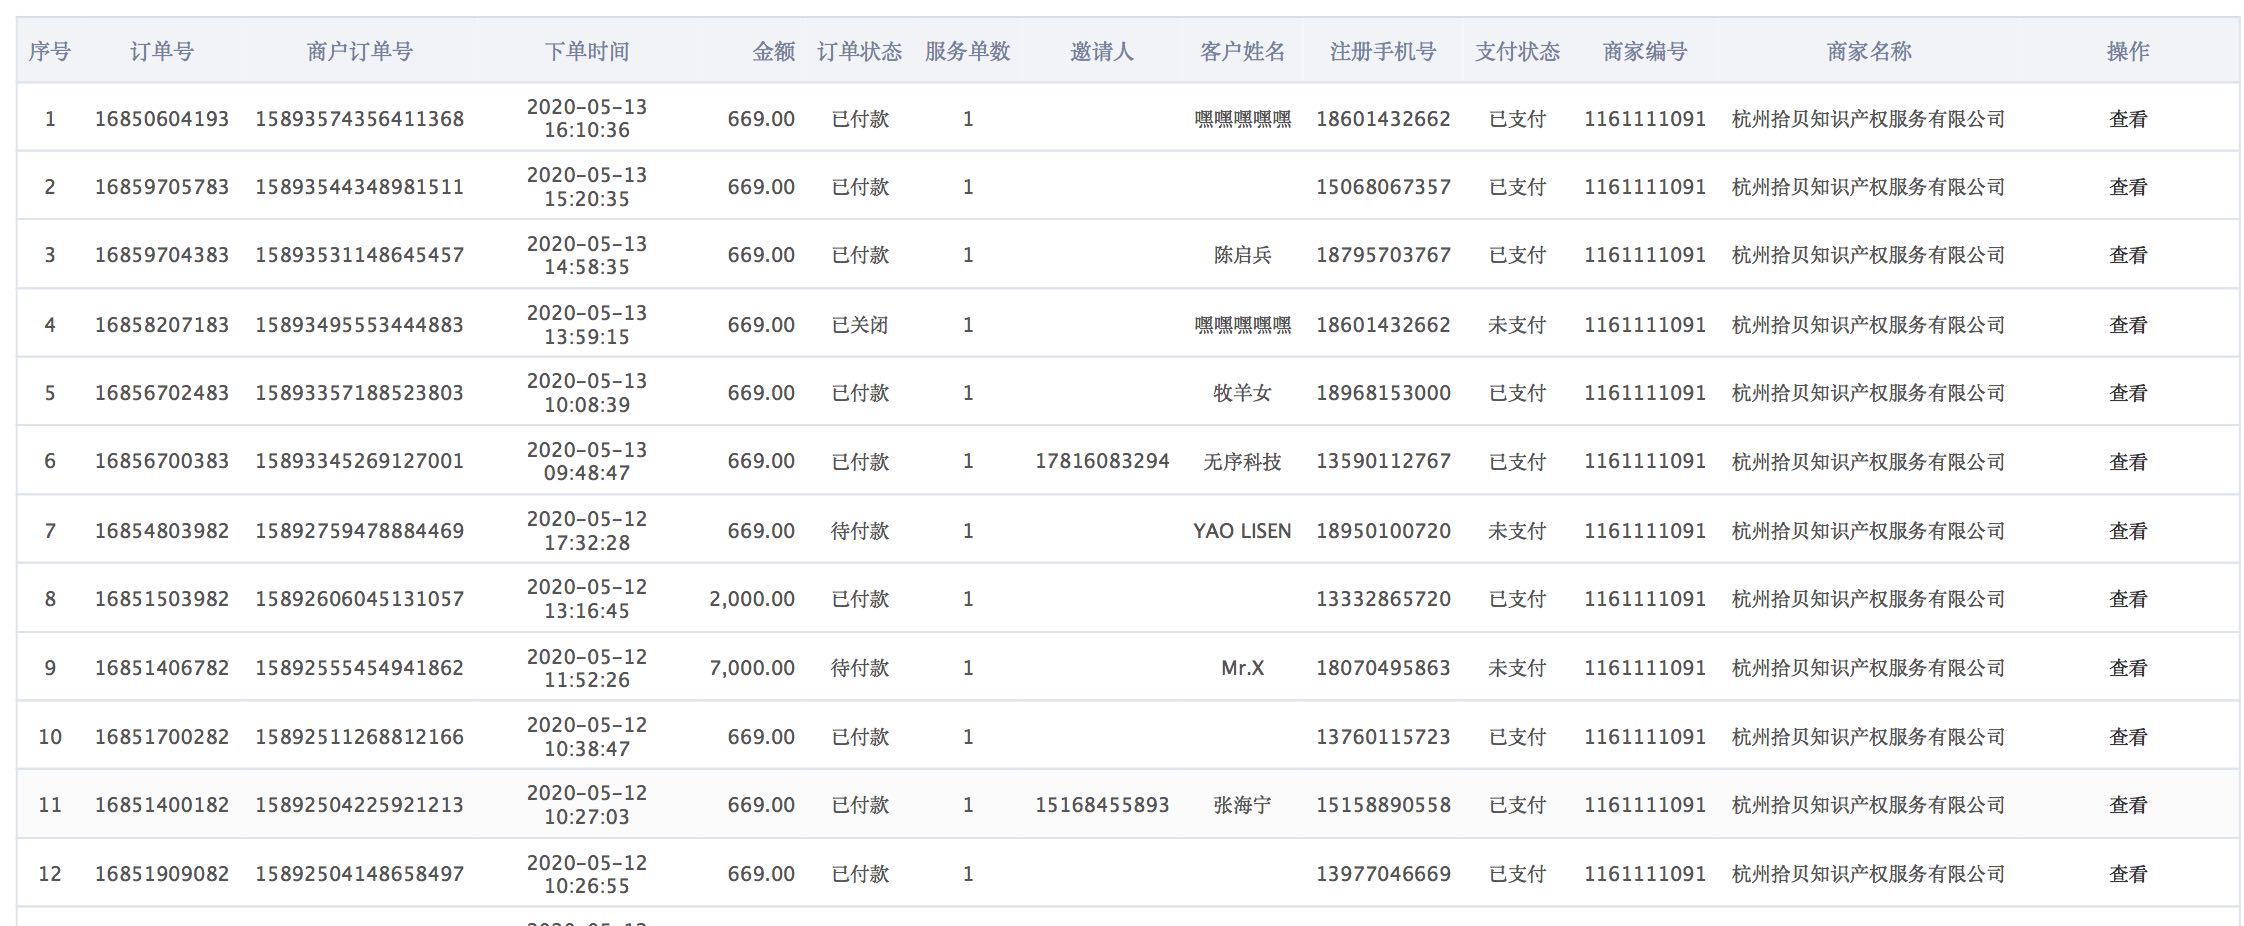 序号 订单号 商户订单号 下单时间 金额 订单状态 服务单数 邀请人 客户姓名 注册手机号 支付状态 商家编号 商家名称 操作
1 16850604193 15893574356411368 2020-05-13 16:10:36 669.00 已付款 1 嘿嘿嘿嘿嘿 18601432662 已支付 1161111091 杭州拾贝知识产权服务有限公司 查看
2 16859705783 15893544348981511 2020-05-13 15:20:35 669.00 已付款 1 15068067357 已支付 1161111091 杭州拾贝知识产权服务有限公司 查看
3 16859704383 15893531148645457 2020-05-13 14:58:35 669.00 已付款 1 陈启兵 18795703767 已支付 1161111091 杭州拾贝知识产权服务有限公司 查看
4 16858207183 15893495553444883 2020-05-13 13:59:15 669.00 已关闭 1 嘿嘿嘿嘿嘿 18601432662 未支付 1161111091 杭州拾贝知识产权服务有限公司 查看
5 16856702483 15893357188523803 2020-05-13 10:08:39 669.00 已付款 1 牧羊女 18968153000 已支付 1161111091 杭州拾贝知识产权服务有限公司 查看
6 16856700383 15893345269127001 2020-05-13 09:48:47 669.00 已付款 1 17816083294 无序科技 13590112767 已支付 1161111091 杭州拾贝知识产权服务有限公司 查看
7 16854803982 15892759478884469 2020-05-12 17:32:28 669.00 待付款 1 YAO LISEN 18950100720 未支付 1161111091 杭州拾贝知识产权服务有限公司 查看
8 16851503982 15892606045131057 2020-05-12 13:16:45 2,000.00 已付款 1 13332865720 已支付 1161111091 杭州拾贝知识产权服务有限公司 查看
9 16851406782 15892555454941862 2020-05-12 11:52:26 7,000.00 待付款 1 Mr.X 18070495863 未支付 1161111091 杭州拾贝知识产权服务有限公司 查看
10 16851700282 15892511268812166 2020-05-12 10:38:47 669.00 已付款 1 13760115723 已支付 1161111091 杭州拾贝知识产权服务有限公司 查看
11 16851400182 15892504225921213 2020-05-12 10:27:03 669.00 已付款 1 15168455893 张海宁 15158890558 已支付 1161111091 杭州拾贝知识产权服务有限公司 查看
12 16851909082 15892504148658497 2020-05-12 10:26:55 669.00 已付款 1 13977046669 已支付 1161111091 杭州拾贝知识产权服务有限公司 查看